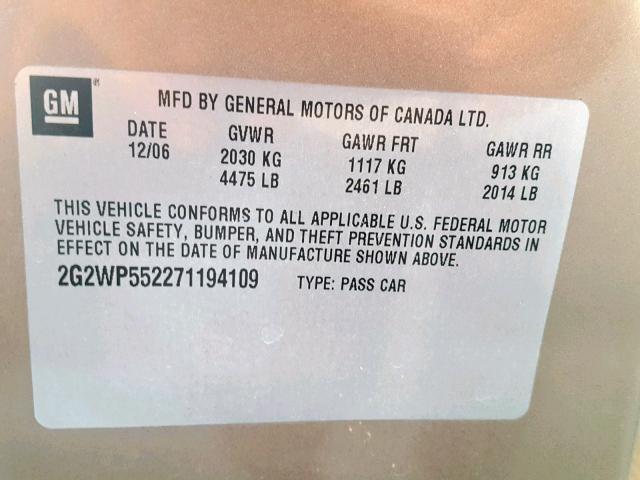 GM
MFD BY GENERAL MOTORS OF CANADA LTD.
DATE GVWR GAWR FRT GAWR RR
12/06 2030 KG 1117 KG 913 KG
4475 LB 2461 LB 2014 LB
THIS VEHICLE CONFORMS TO ALL APPLICABLE U.S. FEDERAL MOTOR
VEHICLE SAFETY, BUMPER, AND THEFT PREVENTION STANDARDS IN
EFFECT ON THE DATE OF MANUFACTURE SHOWN ABOVE.
2G2WP552271194109 TYPE: PASS CAR